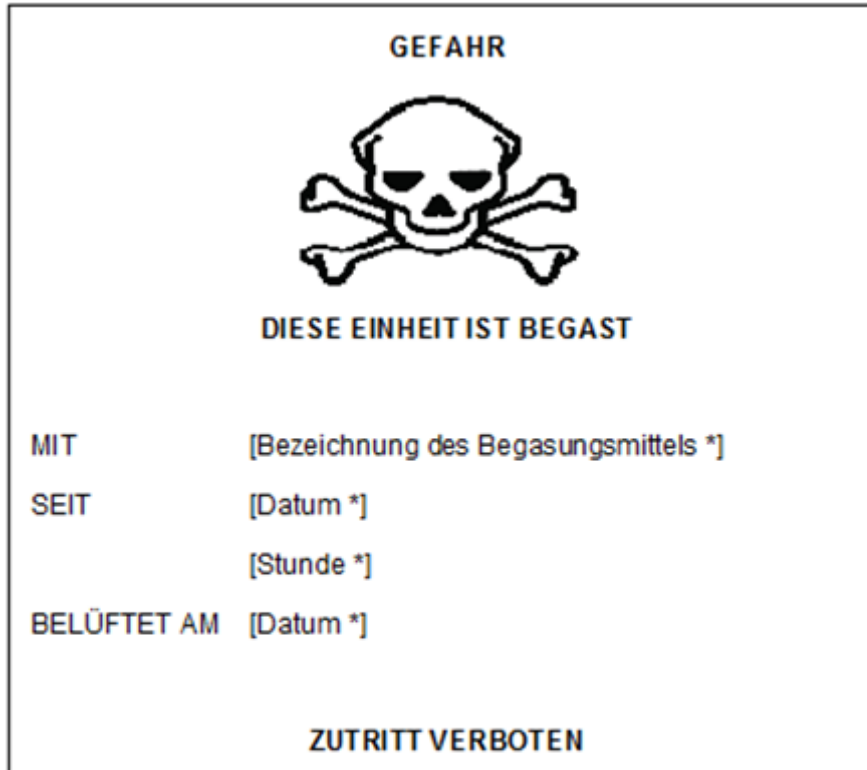 GEFAHR
DIESE EINHEIT IST BEGAST
MIT [Bezeichnung des Begasungsmittels *]
SEIT [Datum *]
[Stunde *]
BELÜFTET AM [Datum *]
ZUTRITT VERBOTEN